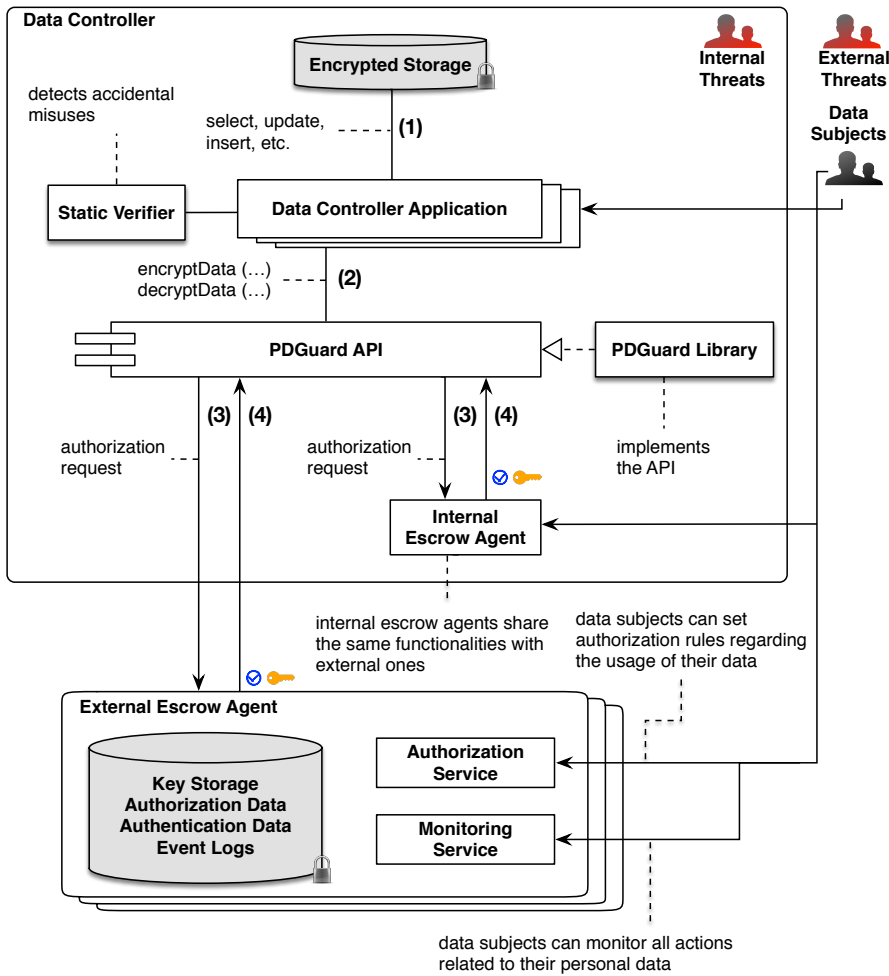 Data Controller
Encrypted Storage
Internal
Threats
External
Threats
Data
Subjects
detects accidental
misuses
select, update,
insert, etc.
(1)
Static Verifier
Data Controller Application
encryptData (…)
decryptData (…)
(2)
PDGuard API
PDGuard Library
(3)
(4)
(3)
(4)
authorization
request
authorization
request
implements
the API
Internal
Escrow Agent
internal escrow agents share
the same functionalities with
external ones
data subjects can set
authorization rules regarding
the usage of their data
External Escrow Agent
Key Storage
Authorization Data
Authentication Data
Event Logs
Authorization
Service
Monitoring
Service
data subjects can monitor all actions
related to their personal data